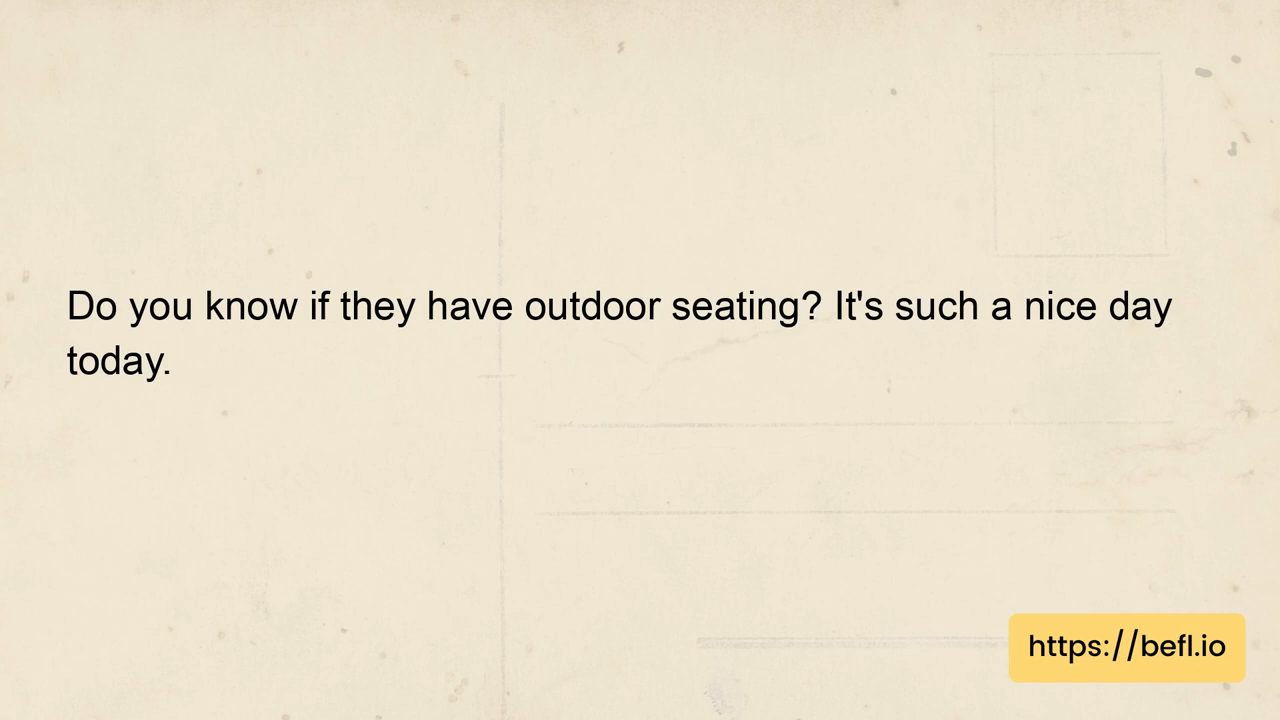 Do you know if they have outdoor seating? It's such a nice day
today.
https://befl.io